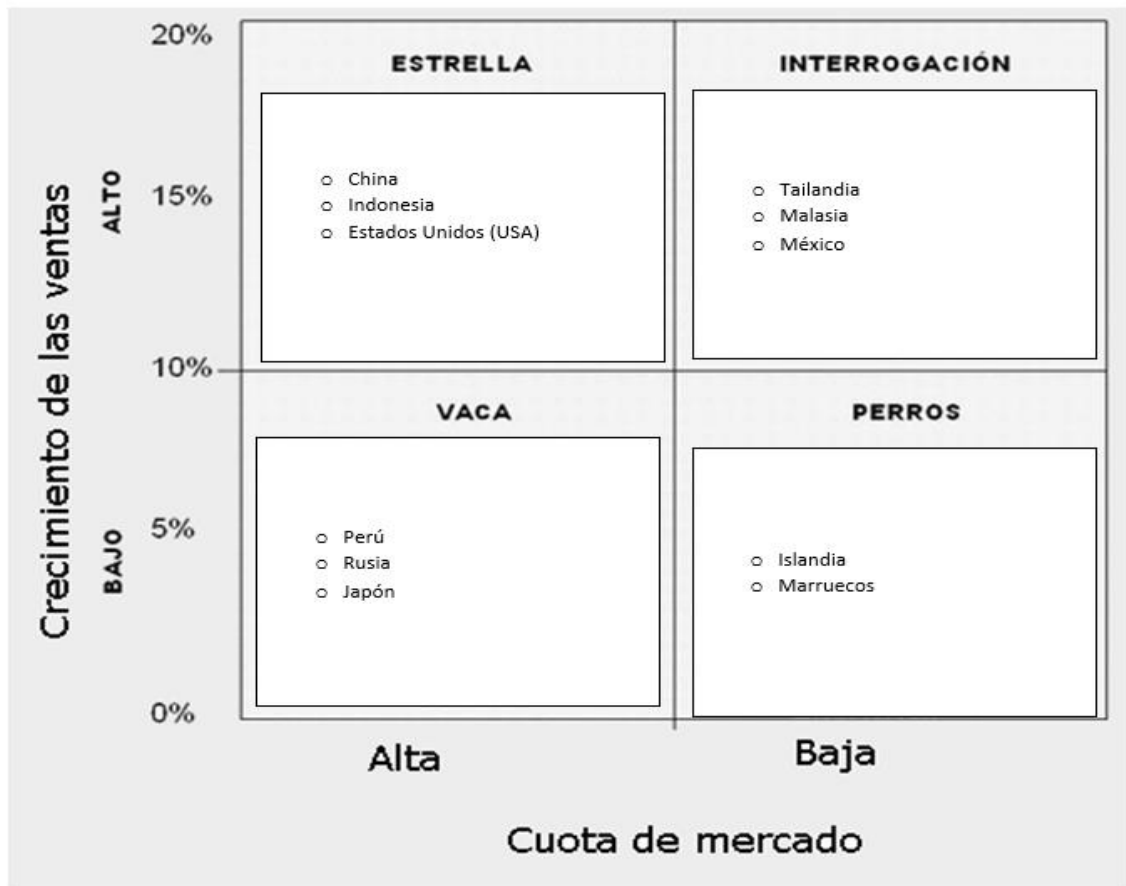 20%
ESTRELLA
INTERROGACIÓN
Crecimiento de las ventas
ALTO
15%
o China
o Indonesia
o Estados Unidos (USA)
o Tailandia
o Malasia
o México
10%
VACA
PERROS
BAJO
5%
o Perú
o Rusia
o Japón
o Islandia
o Marruecos
0%
Alta
Baja
Cuota de mercado